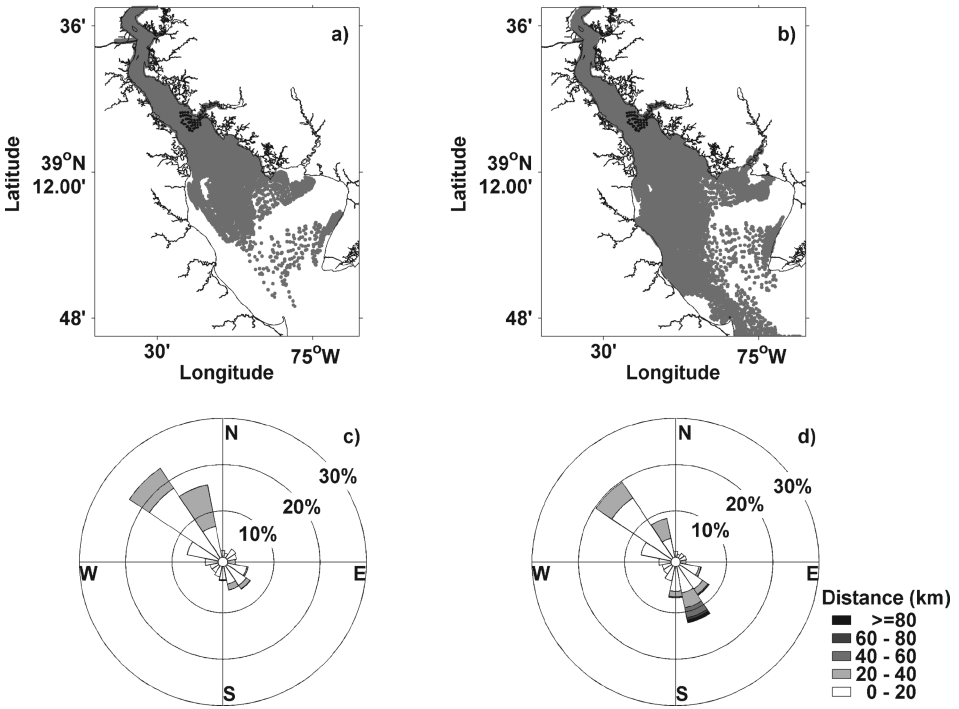 a)
b)
36'
36'
39°N
12.00'
39°N
12.00'
48'
48'
Latitude
Latitude
30'
75°W
30'
75°W
Longitude
Longitude
c)
d)
N
N
30%
30%
20%
20%
10%
10%
W
E
W
E
S
S
Distance (km)
>=80
60 - 80
40 - 60
20 - 40
0 - 20